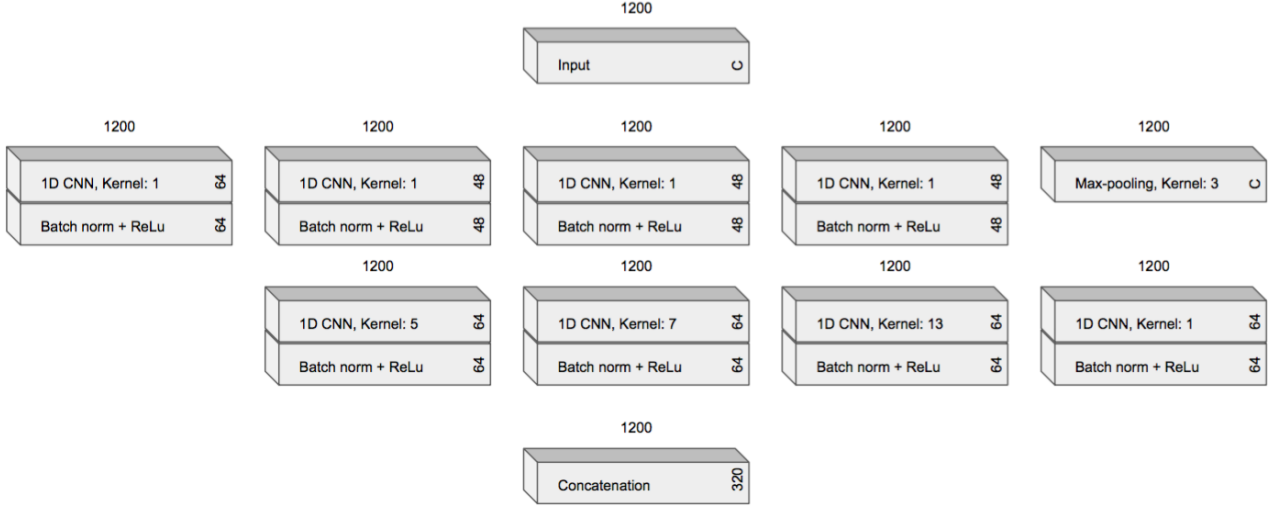 1200
Input C
1200 1200 1200 1200 1200
1D CNN, Kernel: 1 64 1D CNN, Kernel: 1 48 1D CNN, Kernel: 1 48 1D CNN, Kernel: 1 48 Max-pooling, Kernel: 3 C
Batch norm + ReLu 64 Batch norm + ReLu 48 Batch norm + ReLu 48 Batch norm + ReLu 48
1200 1200 1200 1200
1D CNN, Kernel: 5 64 1D CNN, Kernel: 7 64 1D CNN, Kernel: 13 64 1D CNN, Kernel: 1 64
Batch norm + ReLu 64 Batch norm + ReLu 64 Batch norm + ReLu 64 Batch norm + ReLu 64
1200
Concatenation 320